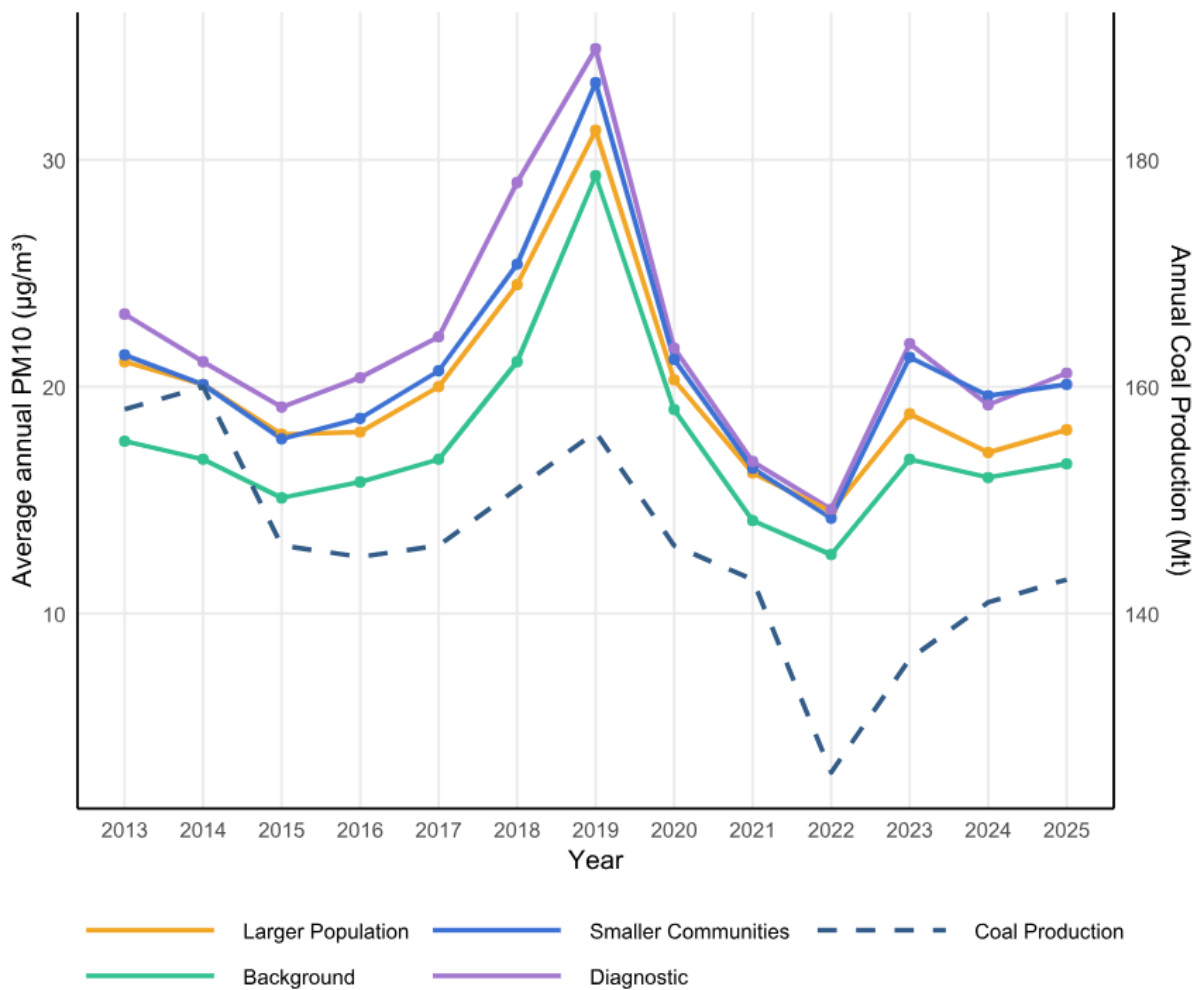 Average annual PM10 (µg/m³)
30
20
10
180
160
140
Annual Coal Production (Mt)
2013 2014 2015 2016 2017 2018 2019 2020 2021 2022 2023 2024 2025
Year
Larger Population Smaller Communities Coal Production
Background Diagnostic